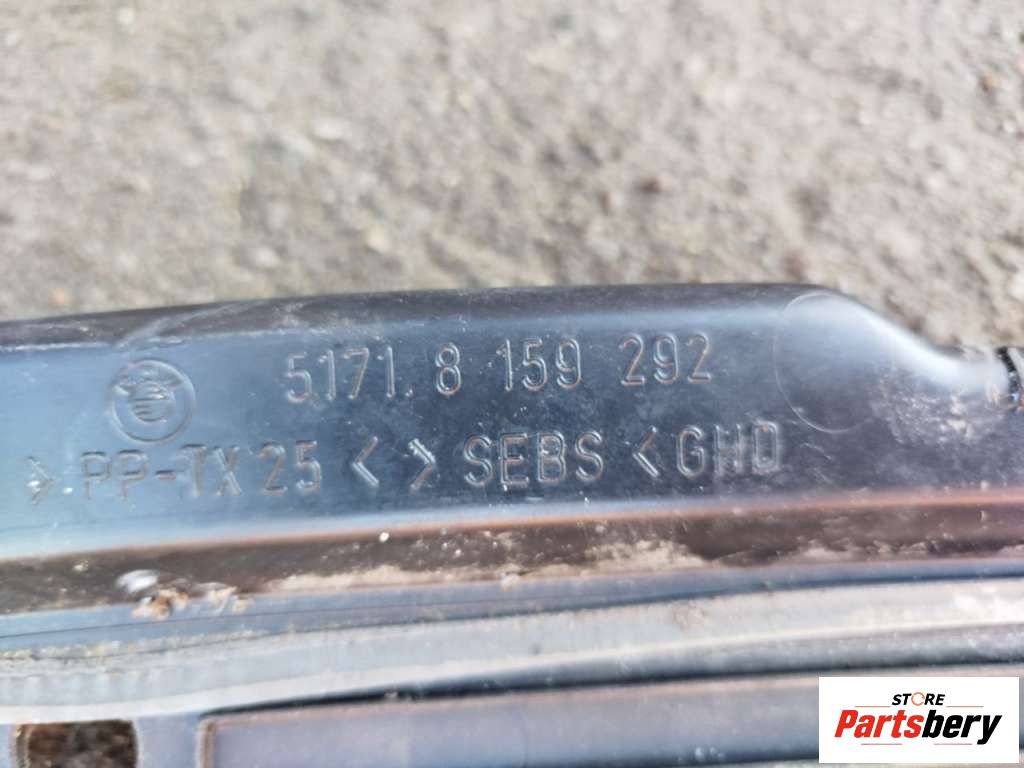 5171.8 159 292
>PP-TX25< >SEBS<GHD
STORE
Partsbery